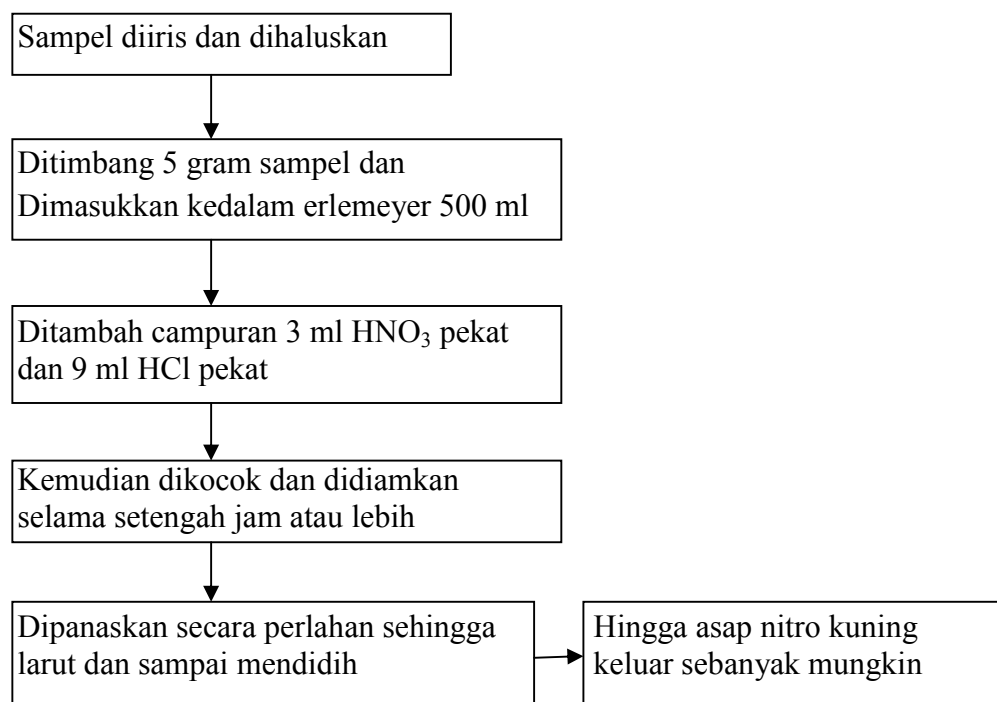 Sampel diiris dan dihaluskan
Ditimbang 5 gram sampel dan
Dimasukkan kedalam erlemeyer 500 ml
Ditambah campuran 3 ml HNO₃ pekat
dan 9 ml HCl pekat
Kemudian dikocok dan didiamkan
selama setengah jam atau lebih
Dipanaskan secara perlahan sehingga
larut dan sampai mendidih
Hingga asap nitro kuning
keluar sebanyak mungkin